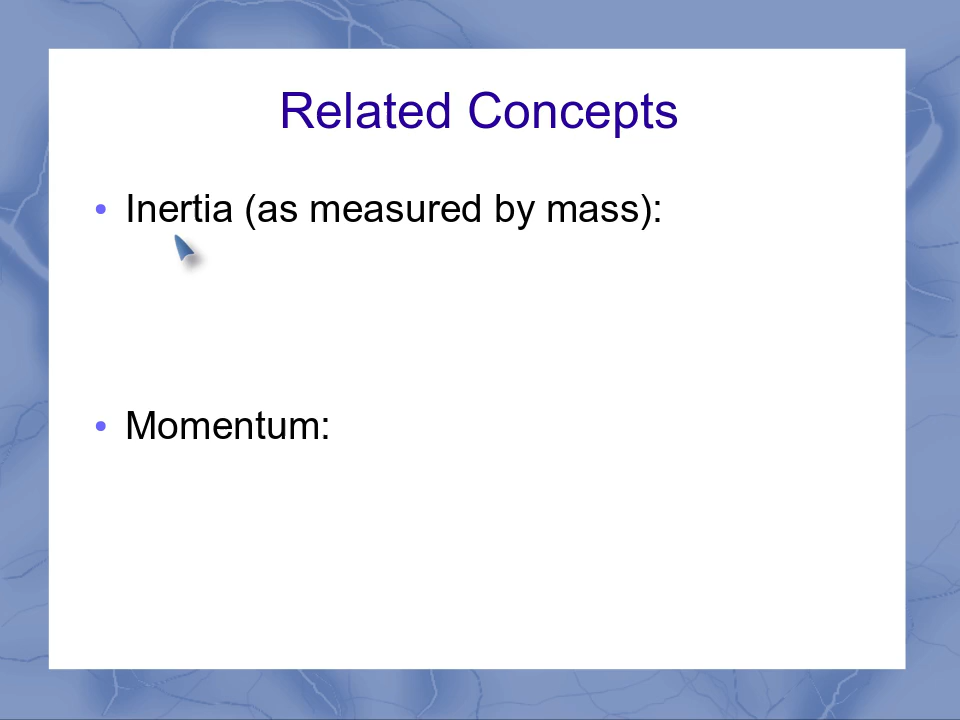 Related Concepts
• Inertia (as measured by mass):
• Momentum: